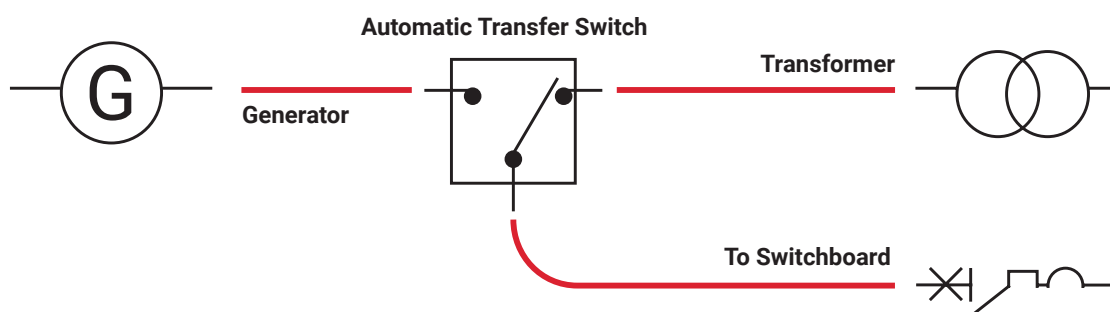 Automatic Transfer Switch
G
Generator
Transformer
To Switchboard